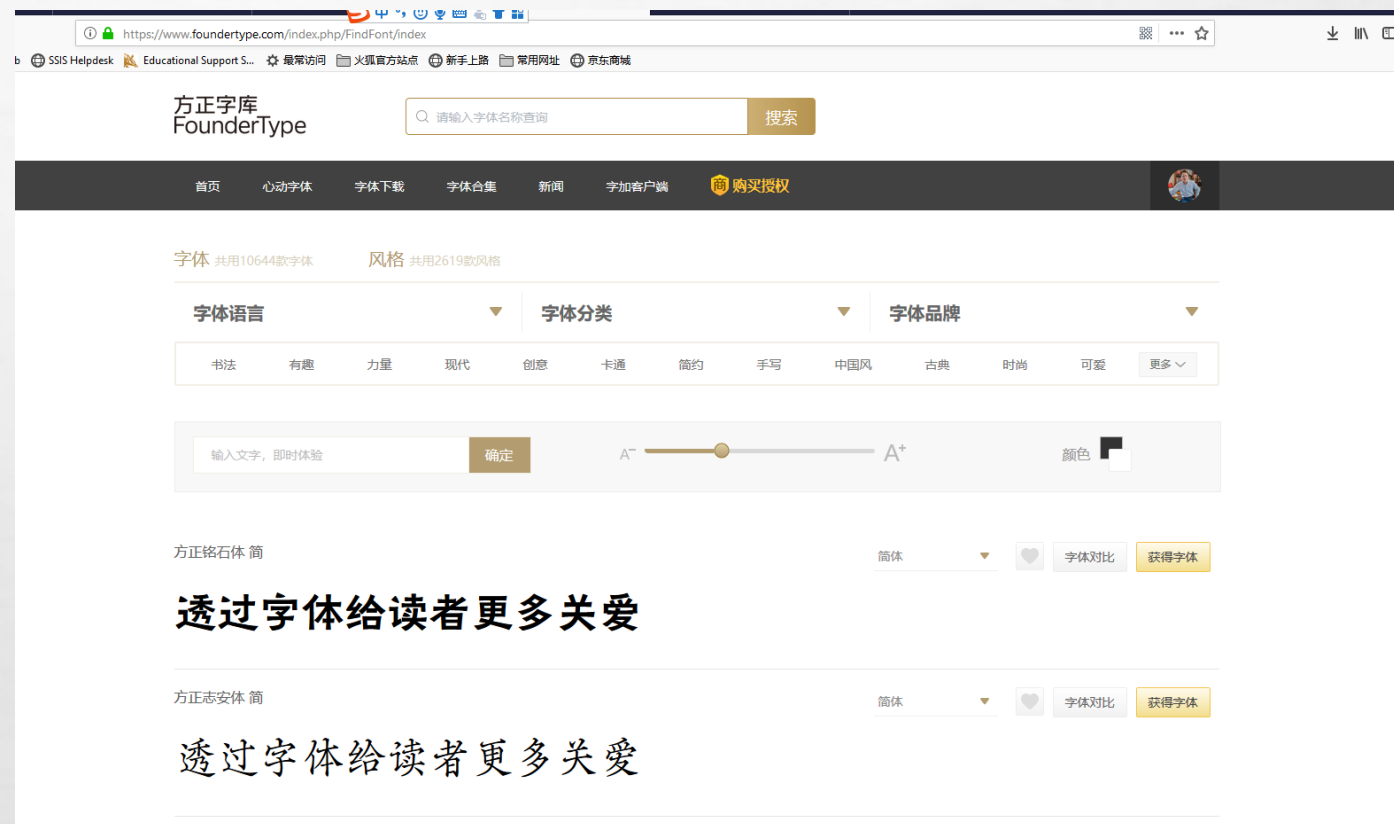 中
https://www.foundertype.com/index.php/FindFont/index
b SSIS Helpdesk Educational Support S... 最常访问 火狐官方站点 新手上路 常用网址 京东商城
方正字库
FounderType
请输入字体名称查询 搜索
首页 心动字体 字体下载 字体合集 新闻 字加客户端 商 购买授权
字体 共用10644款字体 风格 共用2619款风格
字体语言 字体分类 字体品牌
书法 有趣 力量 现代 创意 卡通 简约 手写 中国风 古典 时尚 可爱 更多
输入文字，即时体验 确定 A- A+ 颜色
方正铭石体 简 简体 字体对比 获得字体
透过字体给读者更多关爱
方正志安体 简 简体 字体对比 获得字体
透过字体给读者更多关爱